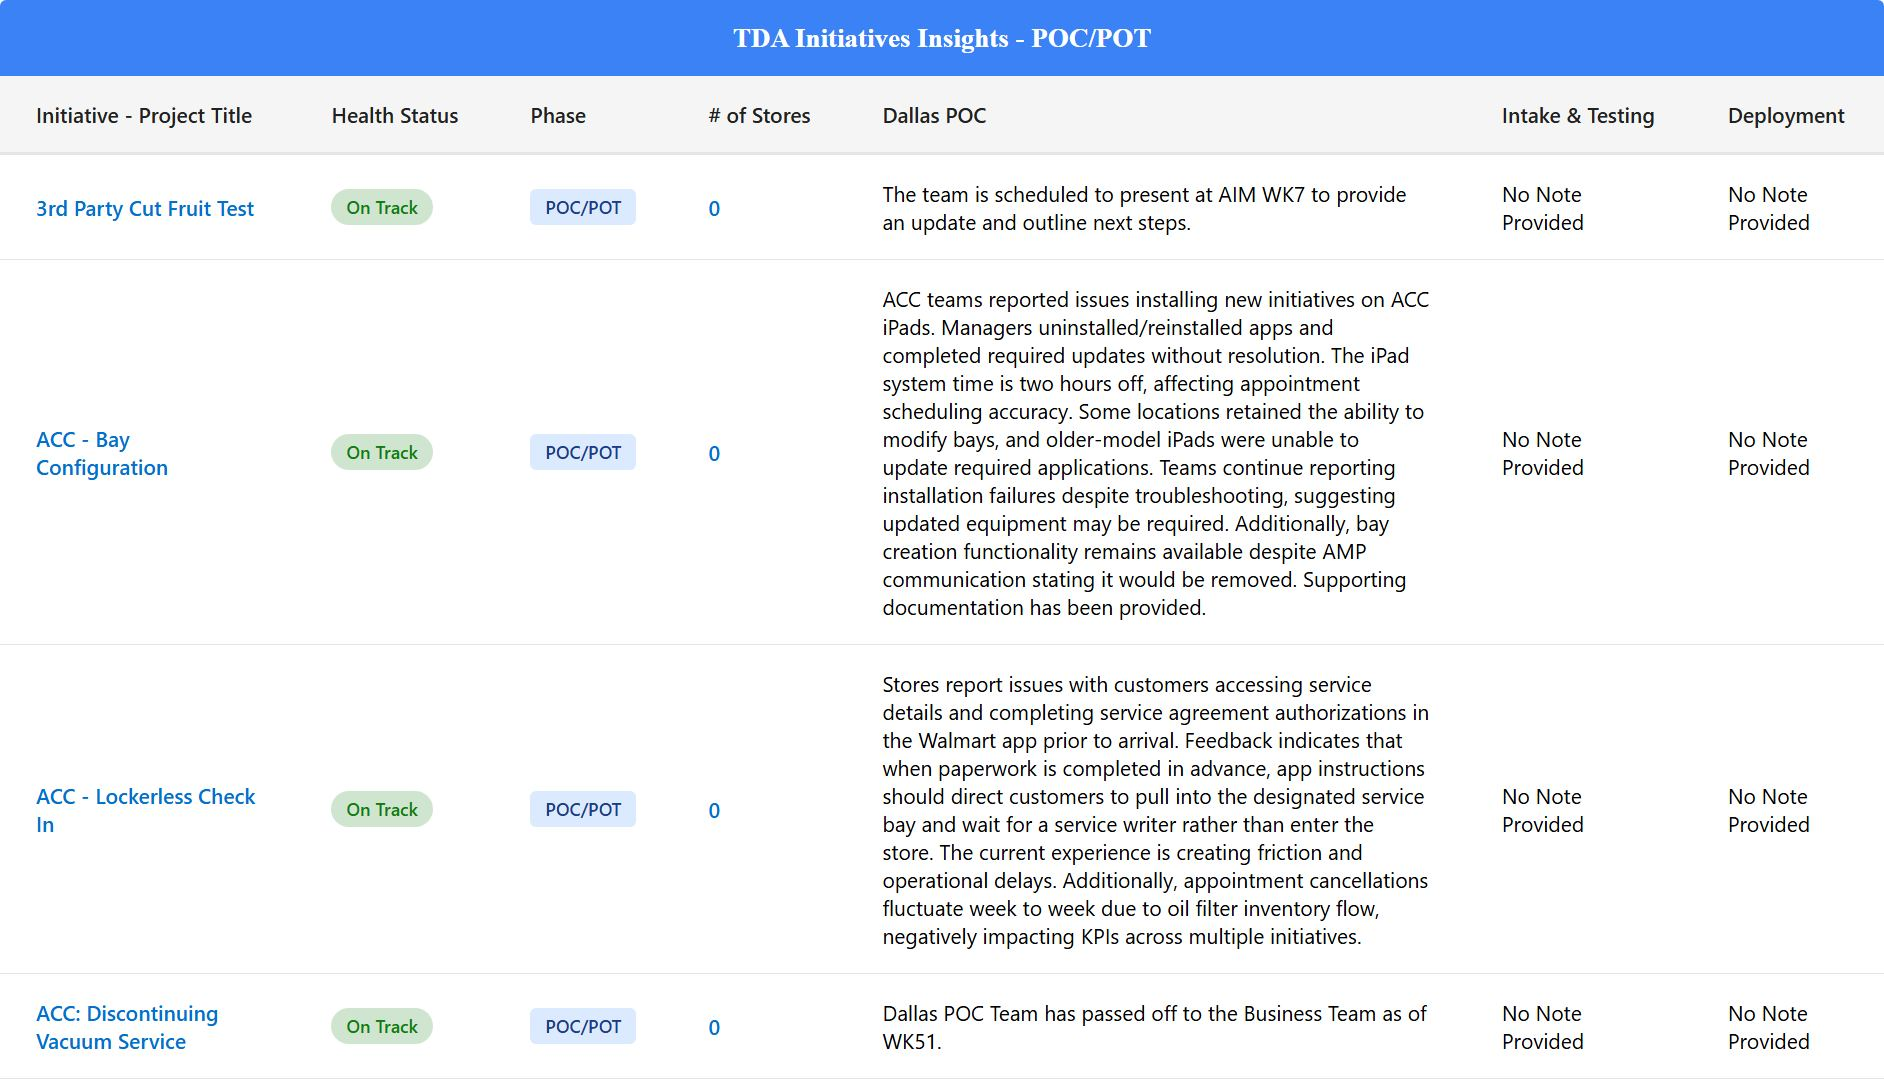 TDA Initiatives Insights - POC/POT
Initiative - Project Title
Health Status
Phase
# of Stores
Dallas POC
Intake & Testing
Deployment
3rd Party Cut Fruit Test
On Track
POC/POT
0
The team is scheduled to present at AIM WK7 to provide
an update and outline next steps.
No Note
Provided
No Note
Provided
ACC - Bay
Configuration
On Track
POC/POT
0
ACC teams reported issues installing new initiatives on ACC
iPads. Managers uninstalled/reinstalled apps and
completed required updates without resolution. The iPad
system time is two hours off, affecting appointment
scheduling accuracy. Some locations retained the ability to
modify bays, and older-model iPads were unable to
update required applications. Teams continue reporting
installation failures despite troubleshooting, suggesting
updated equipment may be required. Additionally, bay
creation functionality remains available despite AMP
communication stating it would be removed. Supporting
documentation has been provided.
No Note
Provided
No Note
Provided
ACC - Lockerless Check
In
On Track
POC/POT
0
Stores report issues with customers accessing service
details and completing service agreement authorizations in
the Walmart app prior to arrival. Feedback indicates that
when paperwork is completed in advance, app instructions
should direct customers to pull into the designated service
bay and wait for a service writer rather than enter the
store. The current experience is creating friction and
operational delays. Additionally, appointment cancellations
fluctuate week to week due to oil filter inventory flow,
negatively impacting KPIs across multiple initiatives.
No Note
Provided
No Note
Provided
ACC: Discontinuing
Vacuum Service
On Track
POC/POT
0
Dallas POC Team has passed off to the Business Team as of
WK51.
No Note
Provided
No Note
Provided